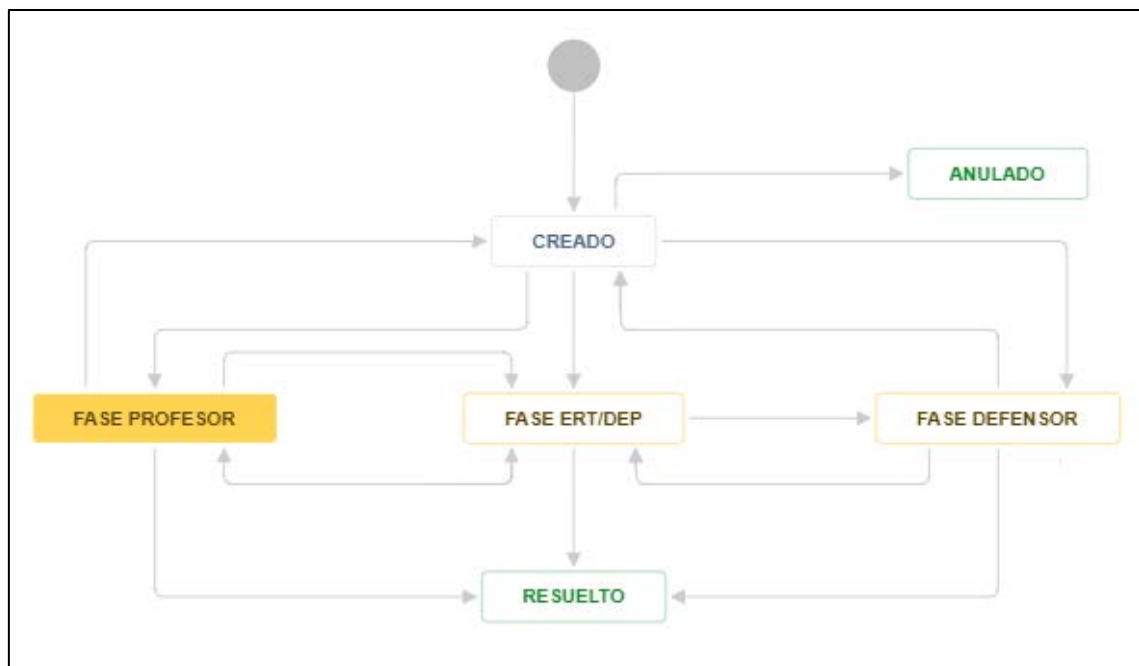 ANULADO
CREADO
FASE PROFESOR
FASE ERT/DEP
FASE DEFENSOR
RESUELTO